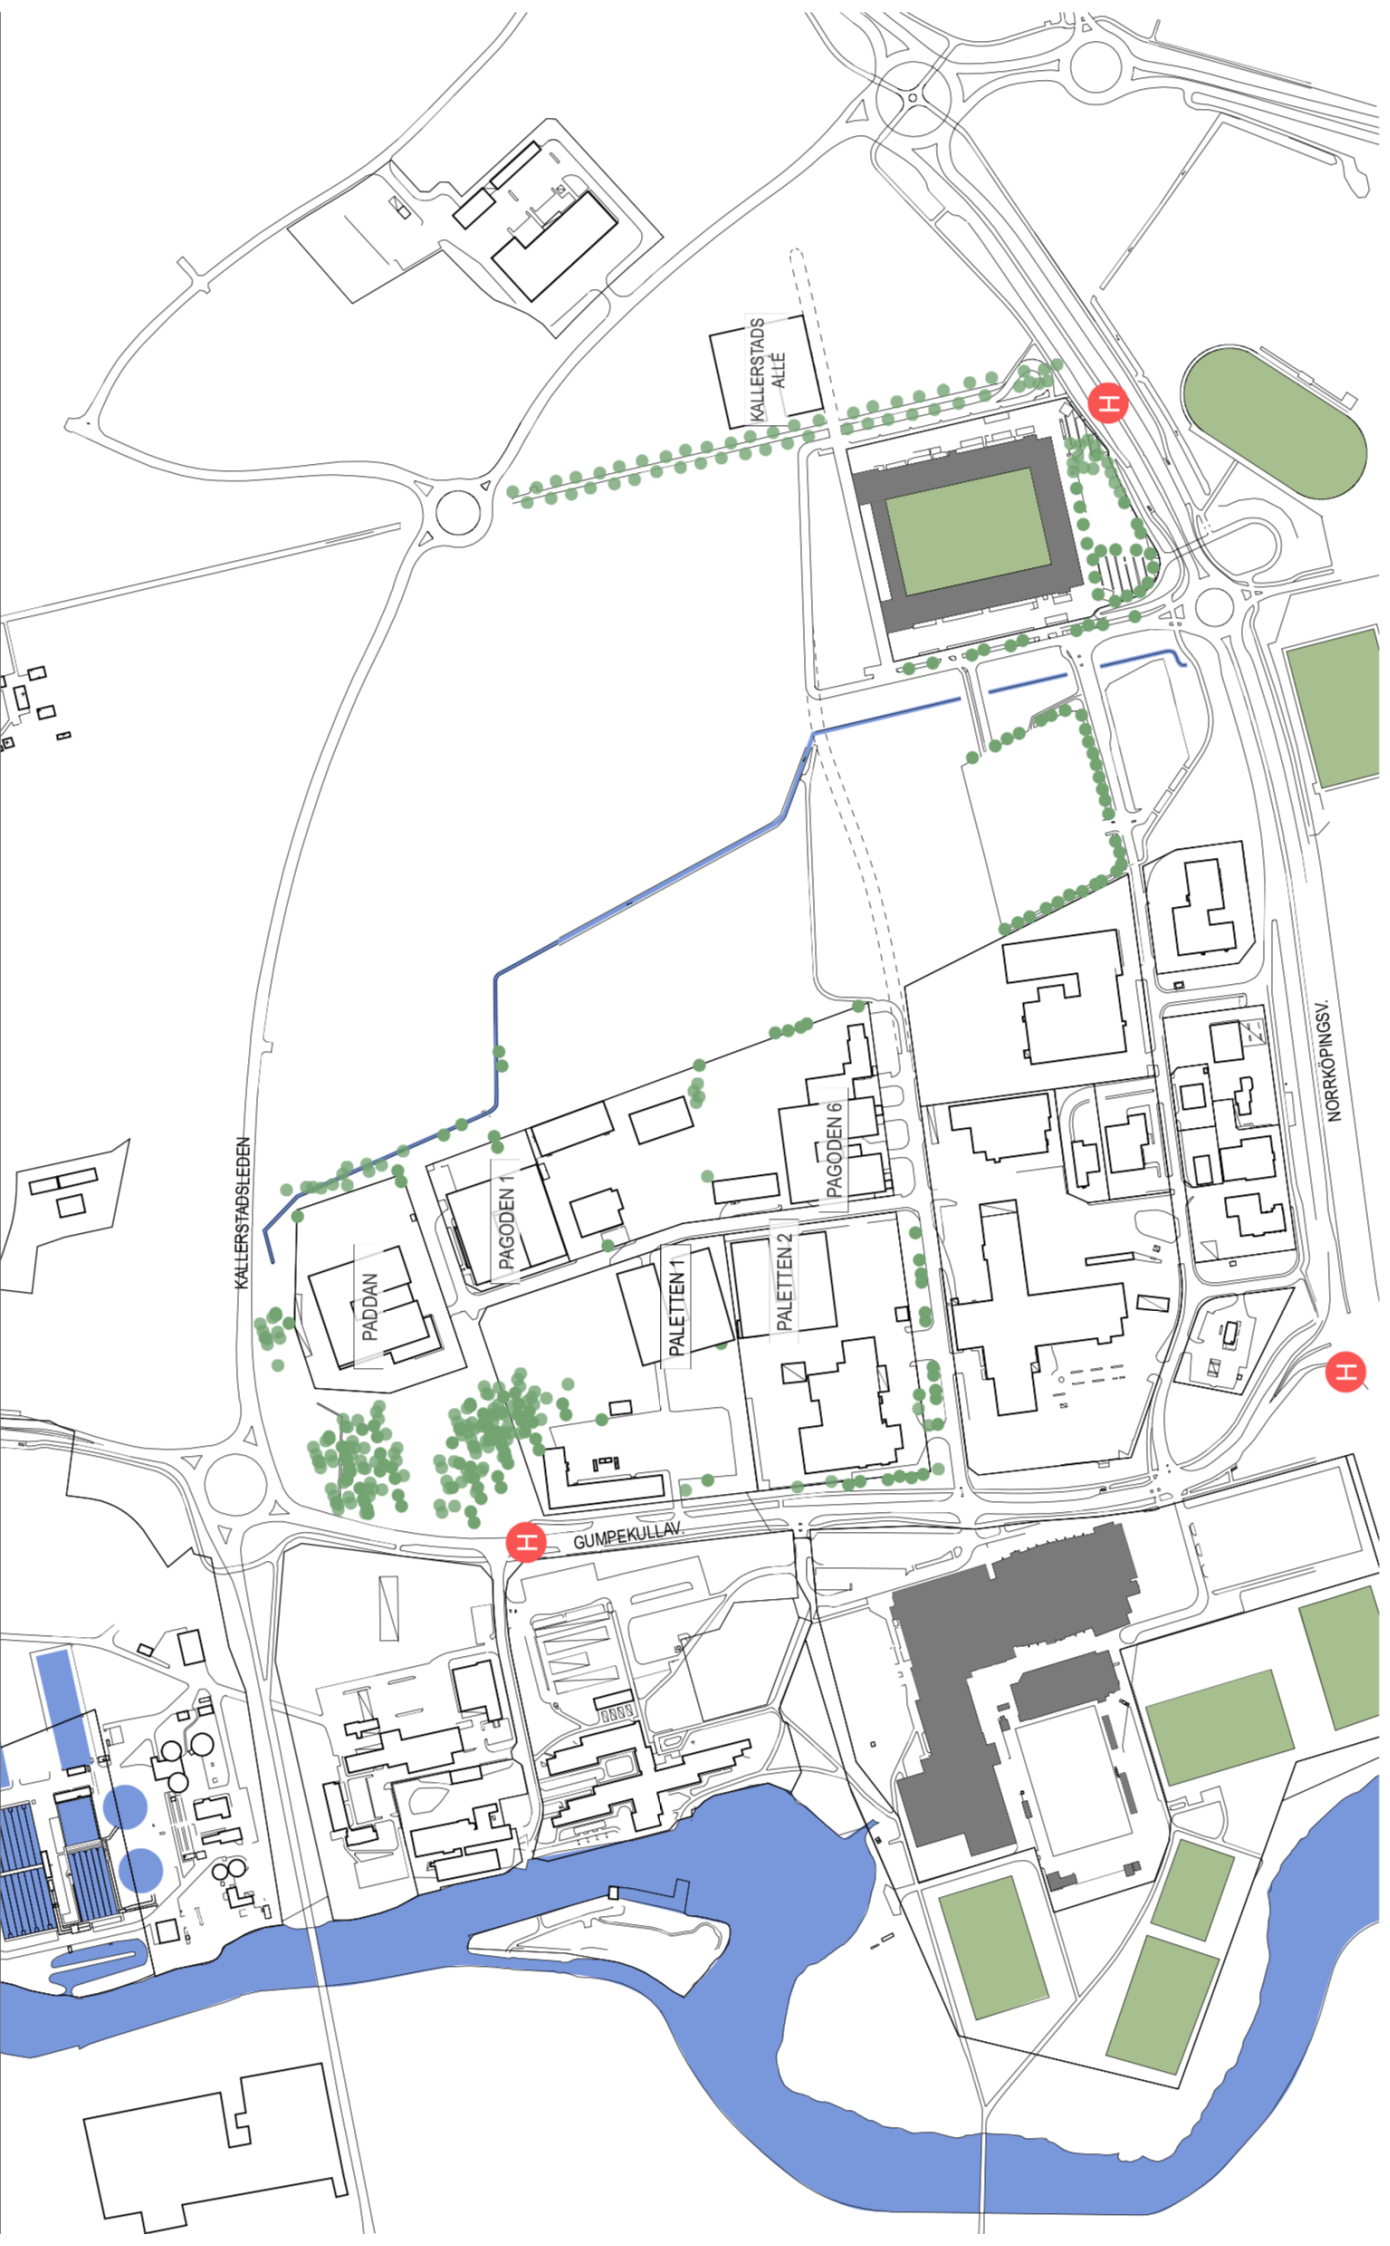 H
KALLERSTADS
ALLÉ
NORRKÖPINGSV.
KALLERSTADSLEDEN
PAGODEN 6
PAGODEN 1
PALETTEN 2
PALETTEN 1
PADDAN
H
GUMPEKULLAV.
H